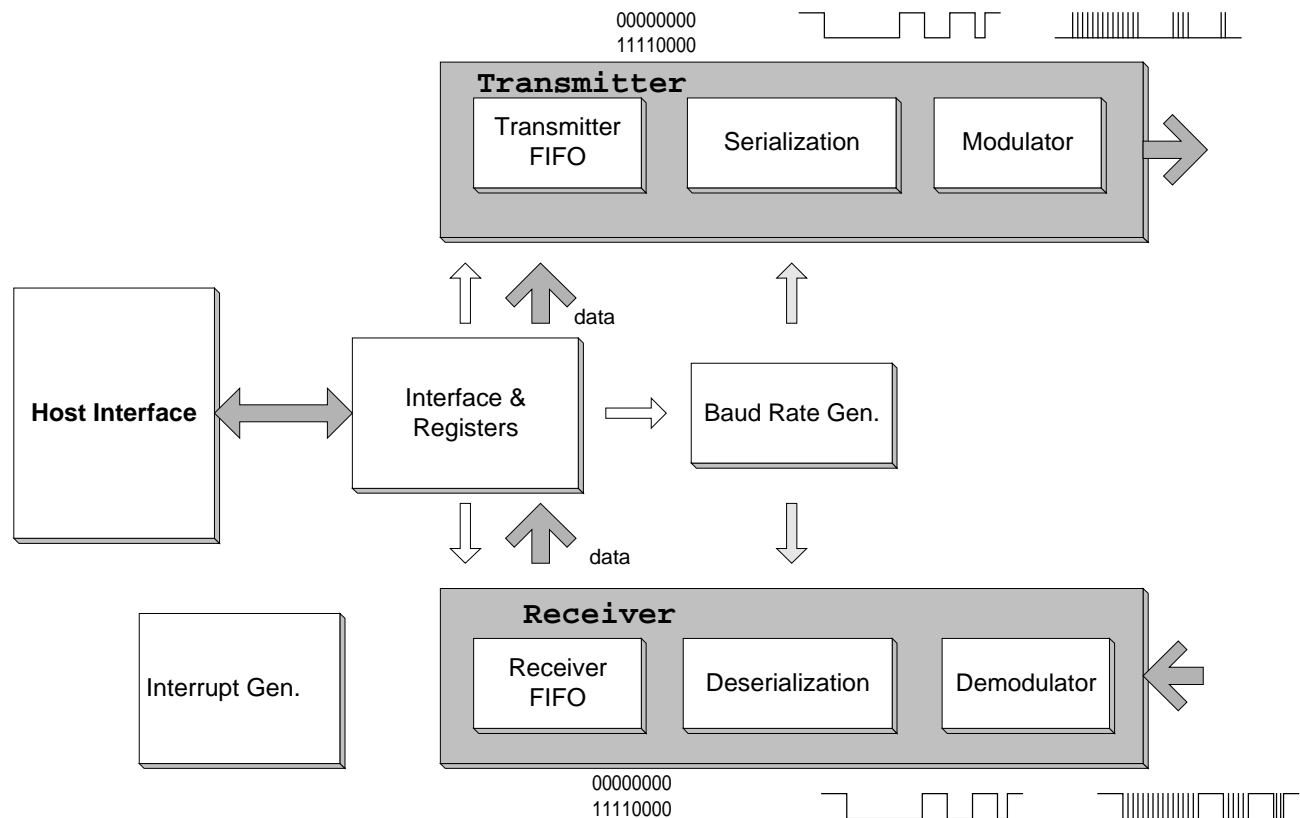 00000000
11110000
Transmitter
Transmitter
FIFO
Serialization
Modulator
data
Host Interface
Interface &
Registers
Baud Rate Gen.
data
Receiver
Interrupt Gen.
Receiver
FIFO
Deserialization
Demodulator
00000000
11110000